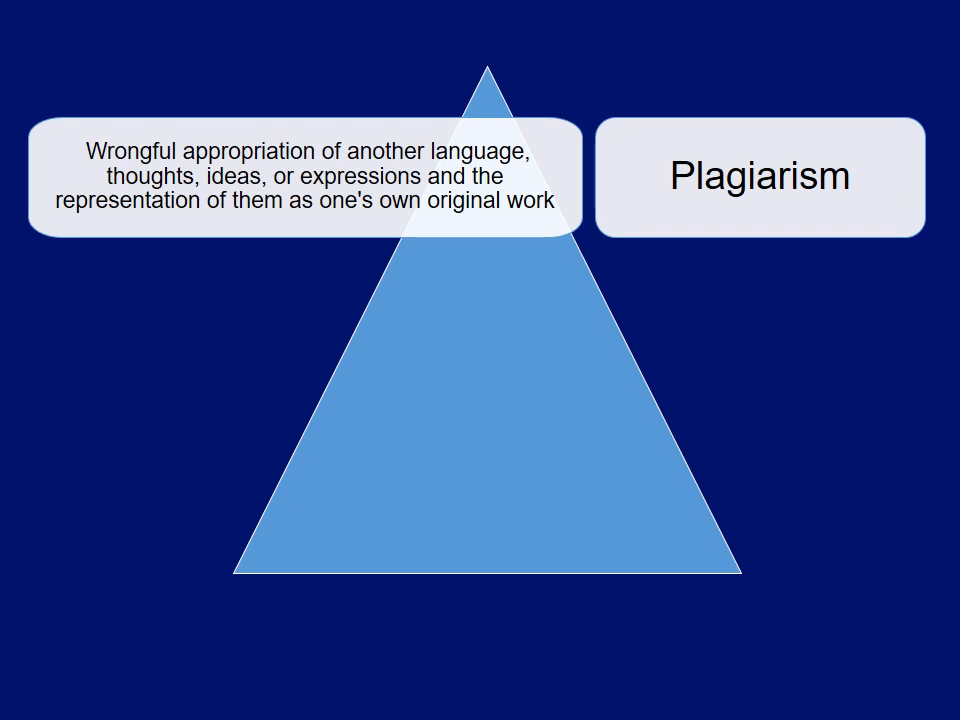 Wrongful appropriation of another language,
thoughts, ideas, or expressions and the
representation of them as one's own original work
Plagiarism